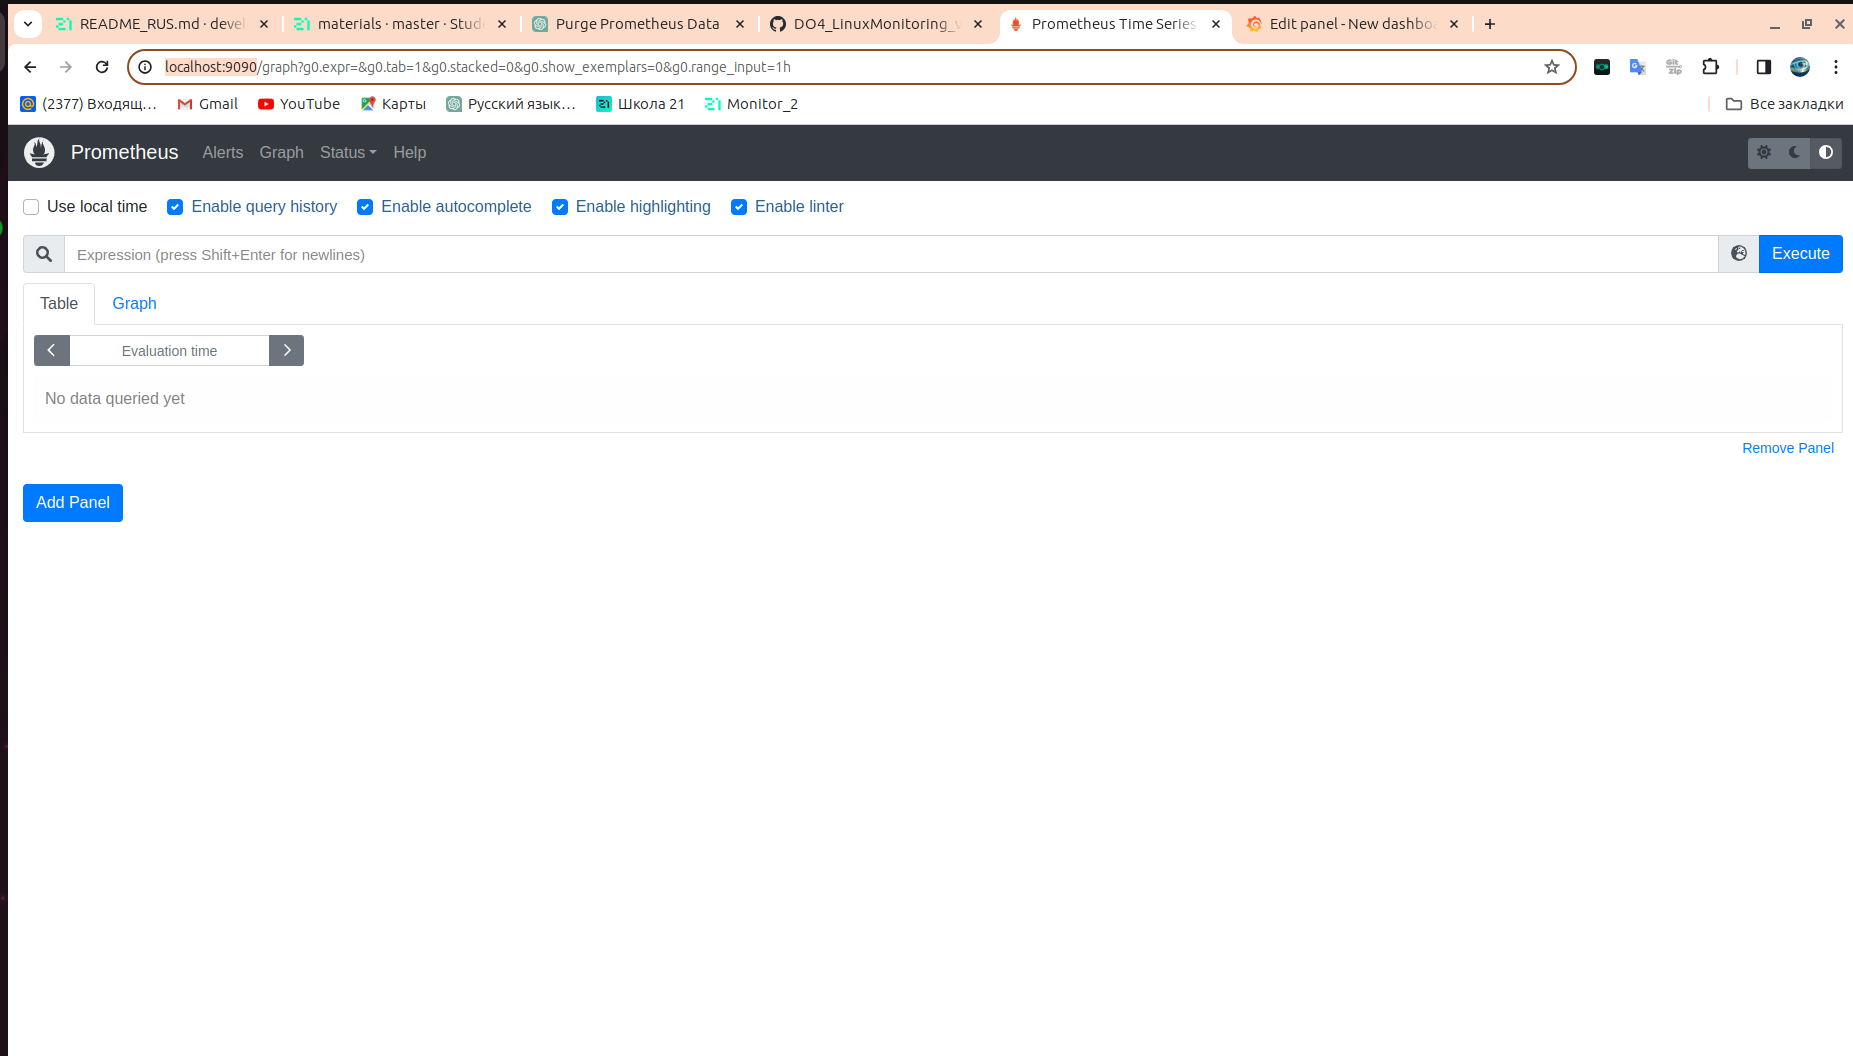 README_RUS.md · devel
materials · master · Stud
Purge Prometheus Data
DO4_LinuxMonitoring_v
Prometheus Time Series
Edit panel - New dashboa
localhost:9090/graph?g0.expr=&g0.tab=1&g0.stacked=0&g0.show_exemplars=0&g0.range_input=1h
(2377) Входящ...
Gmail
YouTube
Карты
Русский язык...
Школа 21
Monitor_2
Все закладки
Prometheus
Alerts
Graph
Status
Help
Use local time
Enable query history
Enable autocomplete
Enable highlighting
Enable linter
Expression (press Shift+Enter for newlines)
Execute
Table
Graph
Evaluation time
No data queried yet
Remove Panel
Add Panel